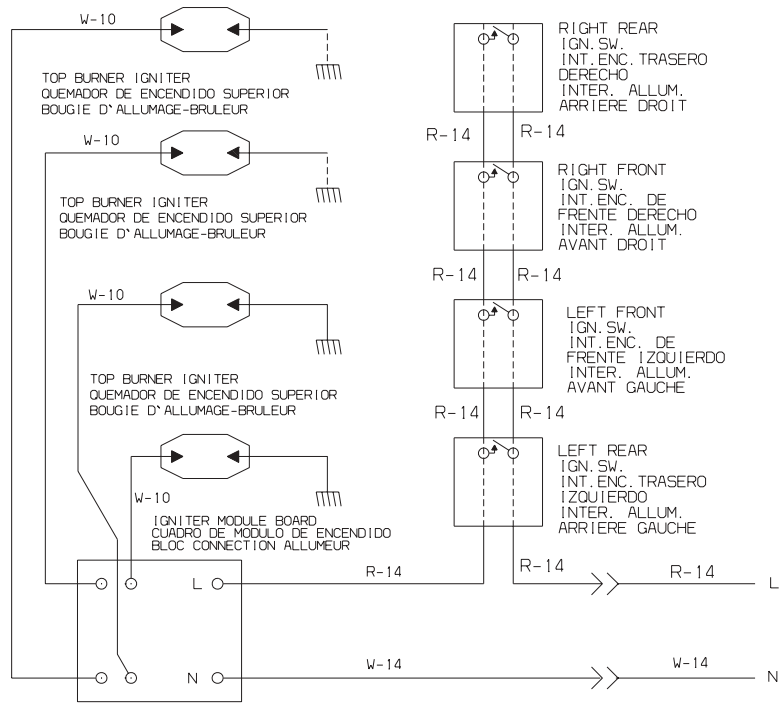 W-10
TOP BURNER IGNITER
QUEMADOR DE ENCENDIDO SUPERIOR
BOUGIE D`ALLUMAGE-BRULEUR
W-10
TOP BURNER IGNITER
QUEMADOR DE ENCENDIDO SUPERIOR
BOUGIE D`ALLUMAGE-BRULEUR
W-10
TOP BURNER IGNITER
QUEMADOR DE ENCENDIDO SUPERIOR
BOUGIE D`ALLUMAGE-BRULEUR
W-10
IGNITER MODULE BOARD
CUADRO DE MODULO DE ENCENDIDO
BLOC CONNECTION ALLUMEUR
RIGHT REAR
IGN.SW.
INT.ENC.TRASERO
DERECHO
INTER. ALLUM.
ARRIERE DROIT
R-14 R-14
RIGHT FRONT
IGN.SW.
INT.ENC. DE
FRENTE DERECHO
INTER. ALLUM.
AVANT DROIT
R-14 R-14
LEFT FRONT
IGN.SW.
INT.ENC. DE
FRENTE IZQUIERDO
INTER. ALLUM.
AVANT GAUCHE
R-14 R-14
LEFT REAR
IGN.SW.
INT.ENC.TRASERO
IZQUIERDO
INTER. ALLUM.
ARRIERE GAUCHE
L R-14 R-14 R-14 L
N W-14 W-14 N